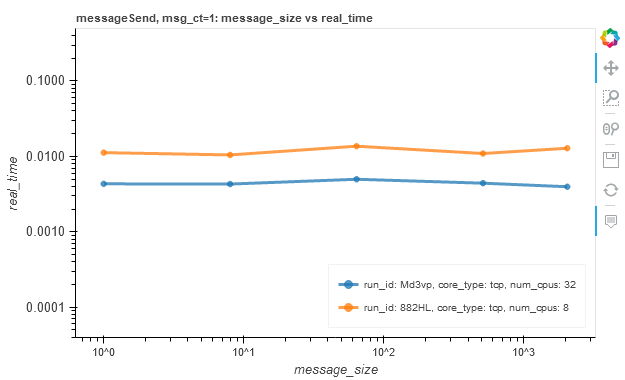 messageSend, msg_ct=1: message_size vs real_time
0.1000
0.0100
0.0010
0.0001
real_time
run_id: Md3vp, core_type: tcp, num_cpus: 32
run_id: 882HL, core_type: tcp, num_cpus: 8
10^0
10^1
10^2
10^3
message_size